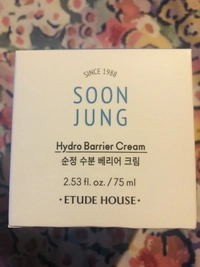 SINCE 1988
SOON
JUNG
Hydro Barrier Cream
순정 수분 베리어 크림
2.53 fl. oz. / 75 ml
• ETUDE HOUSE •